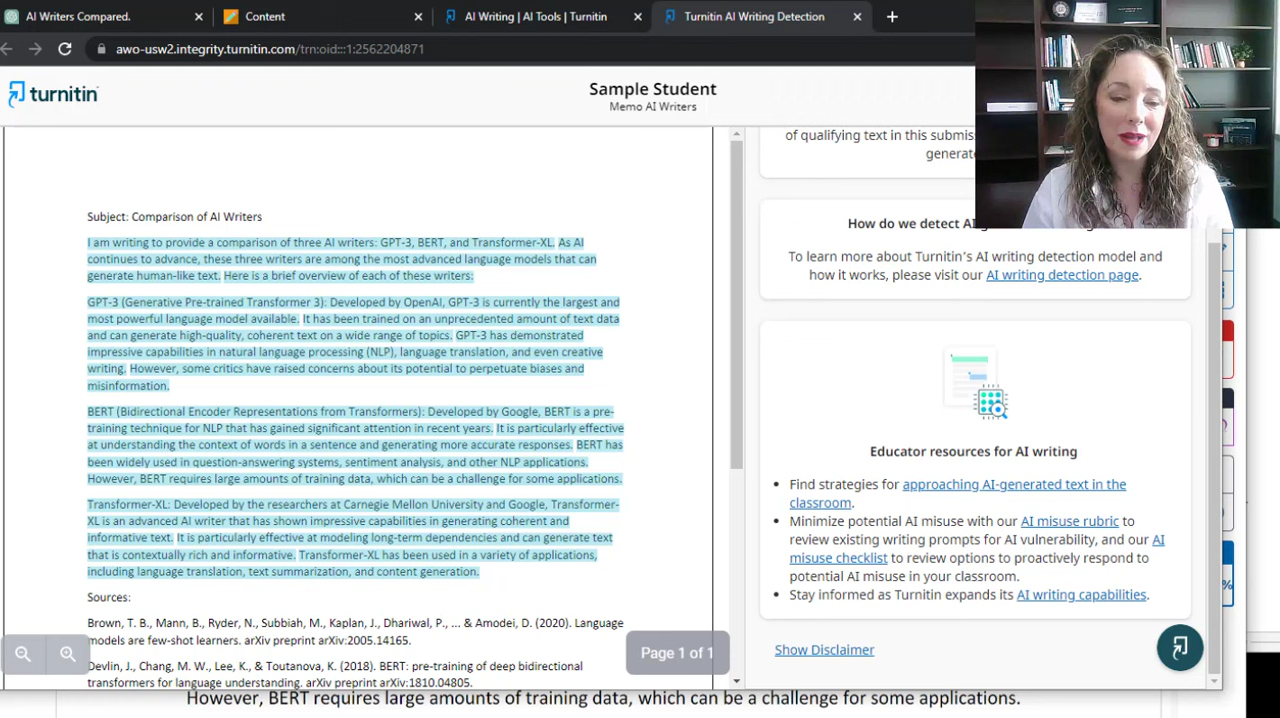 AI Writers Compared.
Content
AI Writing | AI Tools | Turnitin
Turnitin AI Writing Detection
awo-usw2.integrity.turnitin.com/trn:oid:::1:2562204871
turnitin
Sample Student
Memo AI Writers
Subject: Comparison of AI Writers
I am writing to provide a comparison of three AI writers: GPT-3, BERT, and Transformer-XL. As AI
continues to advance, these three writers are among the most advanced language models that can
generate human-like text. Here is a brief overview of each of these writers:
GPT-3 (Generative Pre-trained Transformer 3): Developed by OpenAI, GPT-3 is currently the largest and
most powerful language model available. It has been trained on an unprecedented amount of text data
and can generate high-quality, coherent text on a wide range of topics. GPT-3 has demonstrated
impressive capabilities in natural language processing (NLP), language translation, and even creative
writing. However, some critics have raised concerns about its potential to perpetuate biases and
misinformation.
BERT (Bidirectional Encoder Representations from Transformers): Developed by Google, BERT is a pre-
training technique for NLP that has gained significant attention in recent years. It is particularly effective
at understanding the context of words in a sentence and generating more accurate responses. BERT has
been widely used in question-answering systems, sentiment analysis, and other NLP applications.
However, BERT requires large amounts of training data, which can be a challenge for some applications.
Transformer-XL: Developed by the researchers at Carnegie Mellon University and Google, Transformer-
XL is an advanced AI writer that has shown impressive capabilities in generating coherent and
informative text. It is particularly effective at modeling long-term dependencies and can generate text
that is contextually rich and informative. Transformer-XL has been used in a variety of applications,
including language translation, text summarization, and content generation.
Sources:
Brown, T. B., Mann, B., Ryder, N., Subbiah, M., Kaplan, J., Dhariwal, P., ... & Amodei, D. (2020). Language
models are few-shot learners. arXiv preprint arXiv:2005.14165.
Devlin, J., Chang, M. W., Lee, K., & Toutanova, K. (2018). BERT: pre-training of deep bidirectional
transformers for language understanding. arXiv preprint arXiv:1810.04805.
Page 1 of 1
of qualifying text in this submiss
genera
How do we detect AI
To learn more about Turnitin's AI writing detection model and
how it works, please visit our AI writing detection page.
Educator resources for AI writing
• Find strategies for approaching AI-generated text in the
classroom.
• Minimize potential AI misuse with our AI misuse rubric to
review existing writing prompts for AI vulnerability, and our AI
misuse checklist to review options to proactively respond to
potential AI misuse in your classroom.
• Stay informed as Turnitin expands its AI writing capabilities.
Show Disclaimer
%
However, BERT requires large amounts of training data, which can be a challenge for some applications.